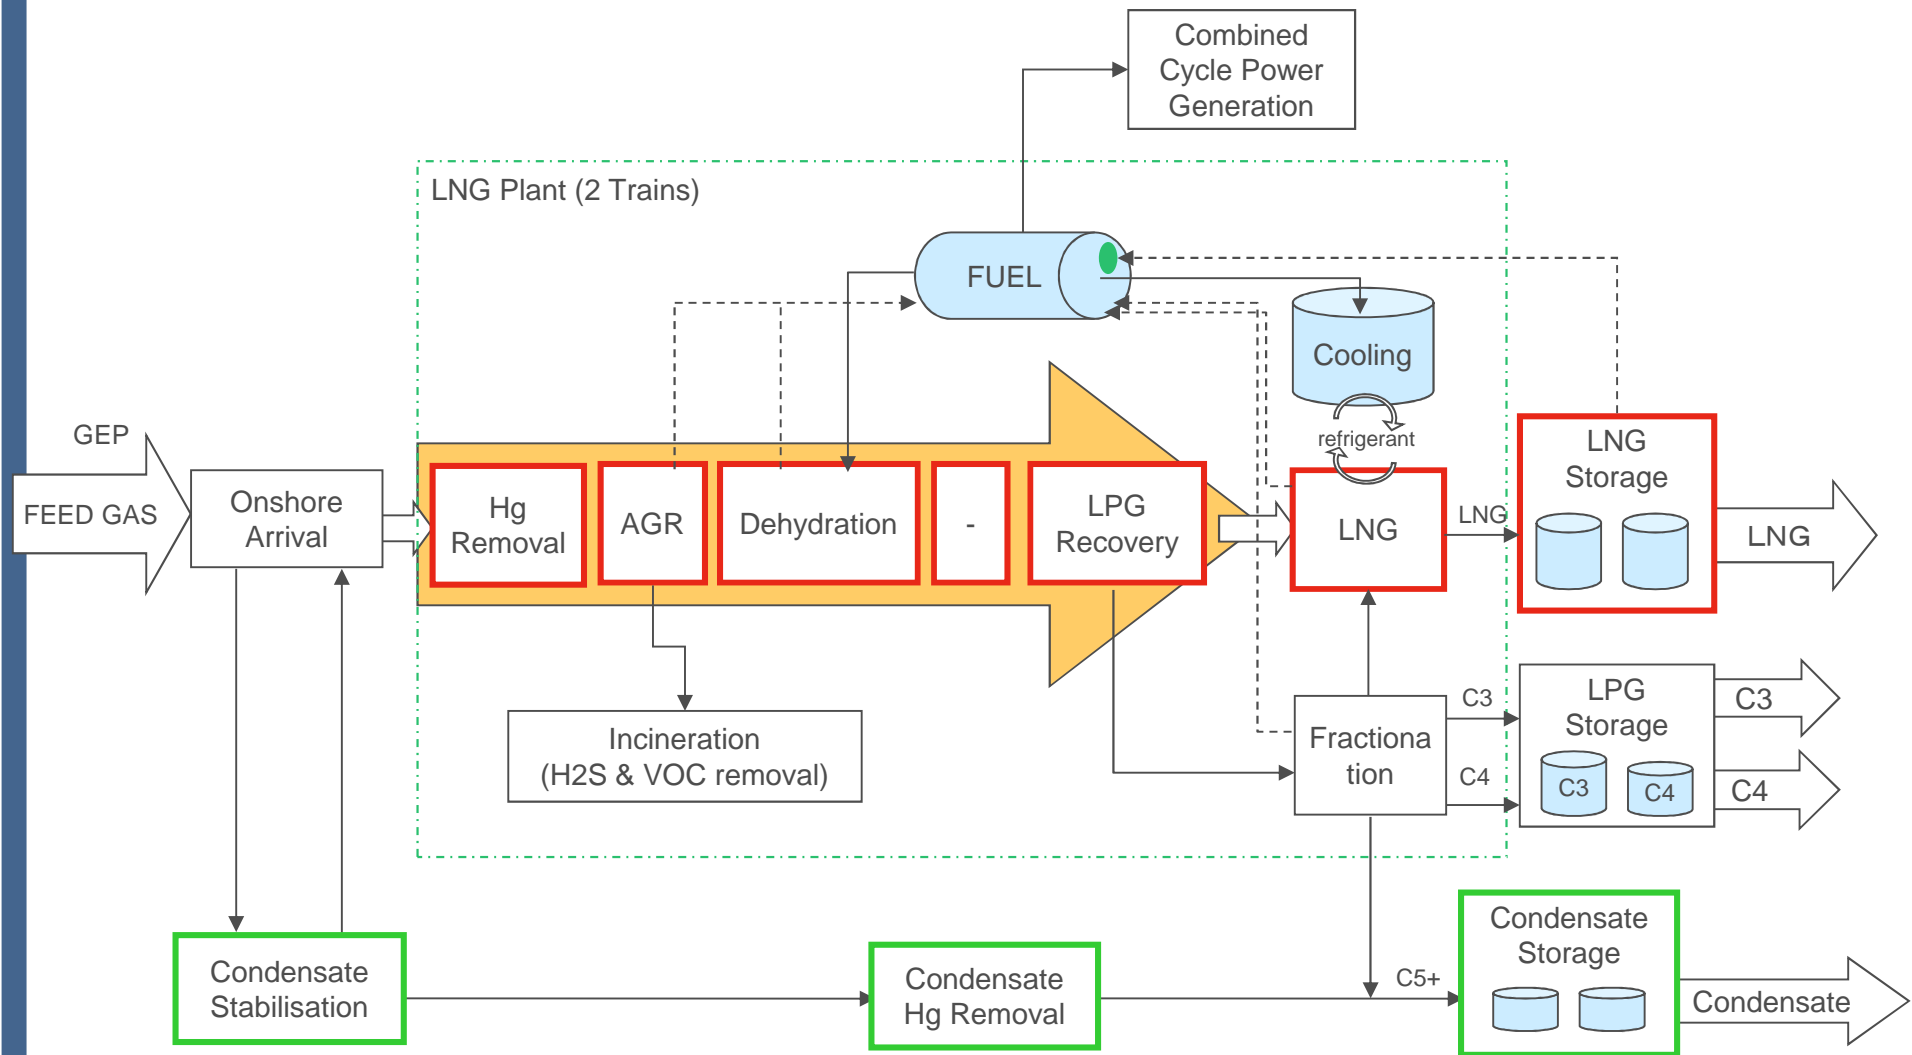 Combined
Cycle Power
Generation
LNG Plant (2 Trains)
FUEL
Cooling
refrigerant
GEP
FEED GAS
Onshore
Arrival
Hg
Removal
AGR
Dehydration
-
LPG
Recovery
LNG
LNG
LNG
Storage
LNG
Incineration
(H2S & VOC removal)
Fractiona
tion
C3
C4
LPG
Storage
C3
C4
C3
C4
Condensate
Stabilisation
Condensate
Hg Removal
C5+
Condensate
Storage
Condensate